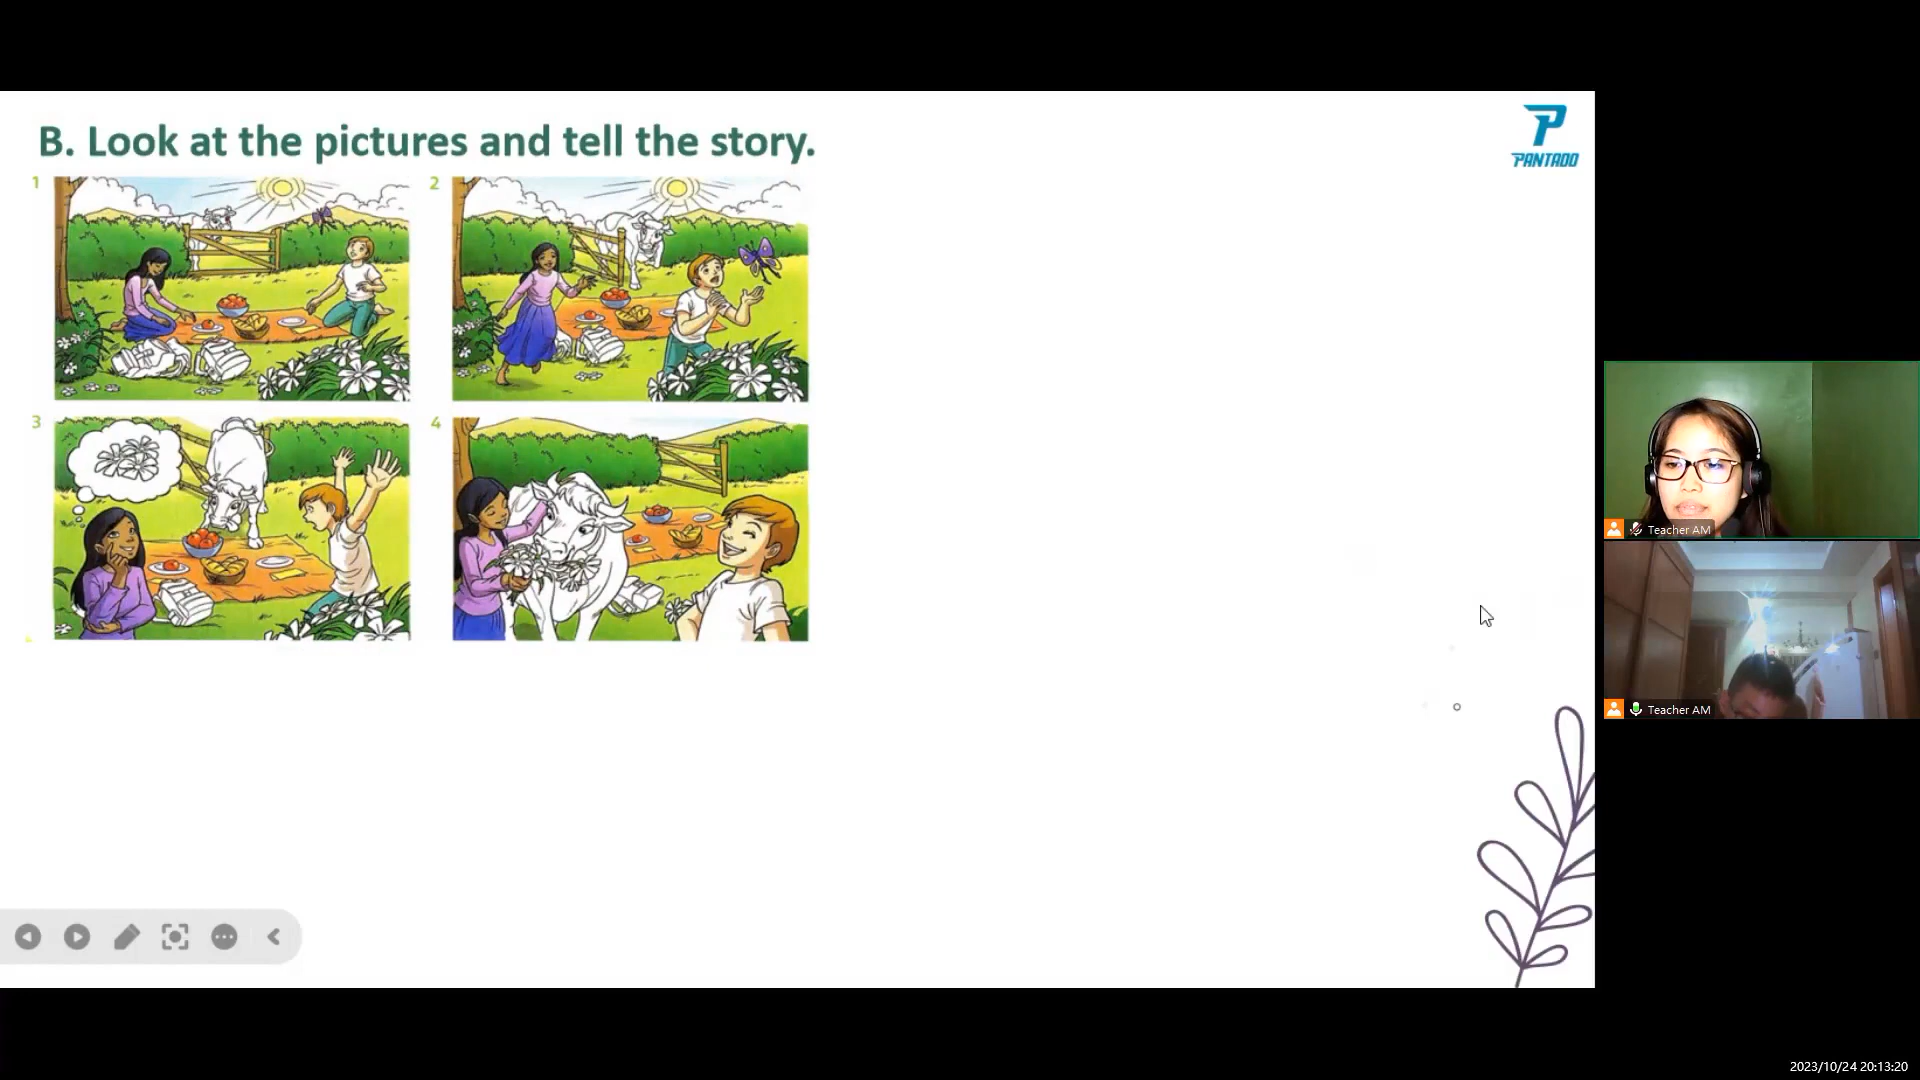 B. Look at the pictures and tell the story.
PANTADO
1
2
3
4
Teacher AM
Teacher AM
2023/10/24 20:13:20